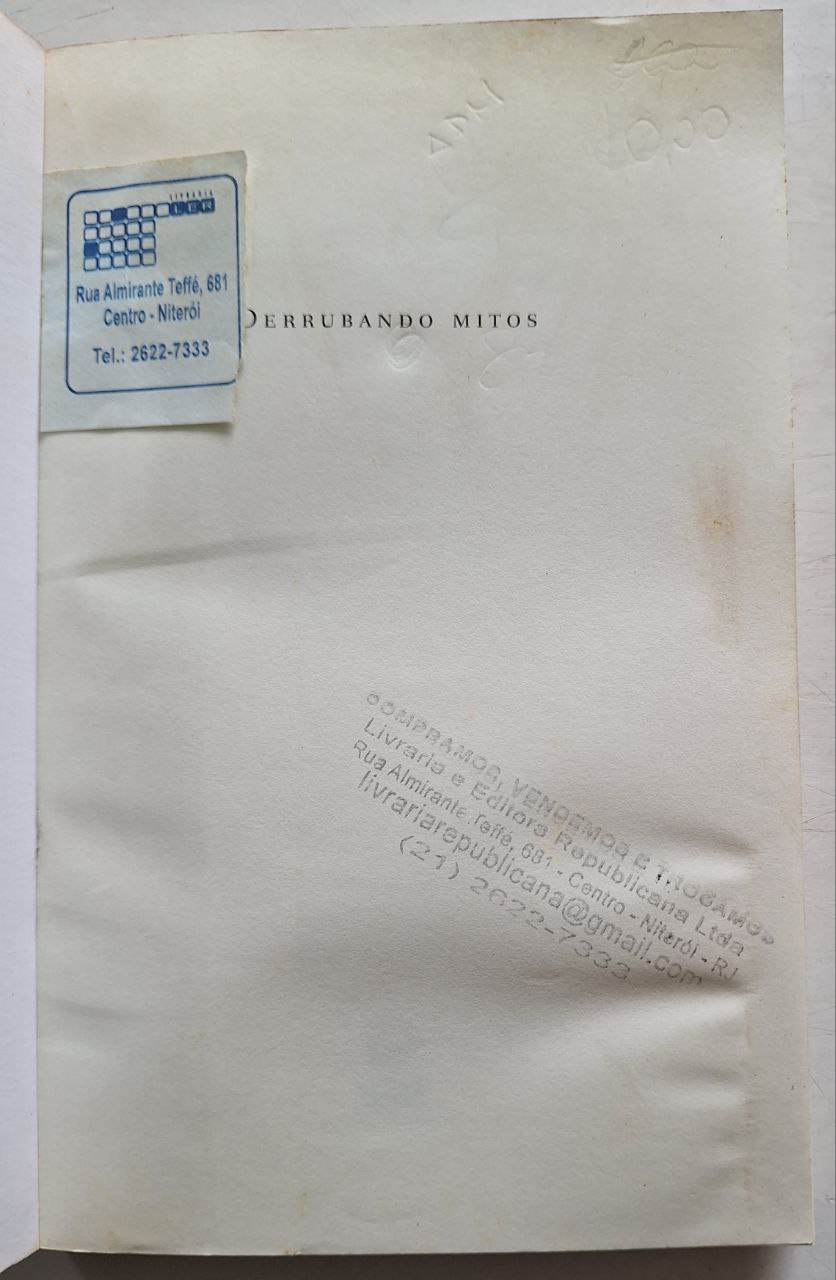 LIVRARIA
LER
Rua Almirante Teffé, 681
Centro - Niterói
Tel.: 2622-7333
DERRUBANDO MITOS
COMPRAMOS, VENDEMOS E TROCAMOS
Livraria e Editora Republicana Ltda
Rua Almirante Teffé, 681 - Centro - Niterói - RJ
livrariarepublicana@gmail.com
(21) 2622-7333